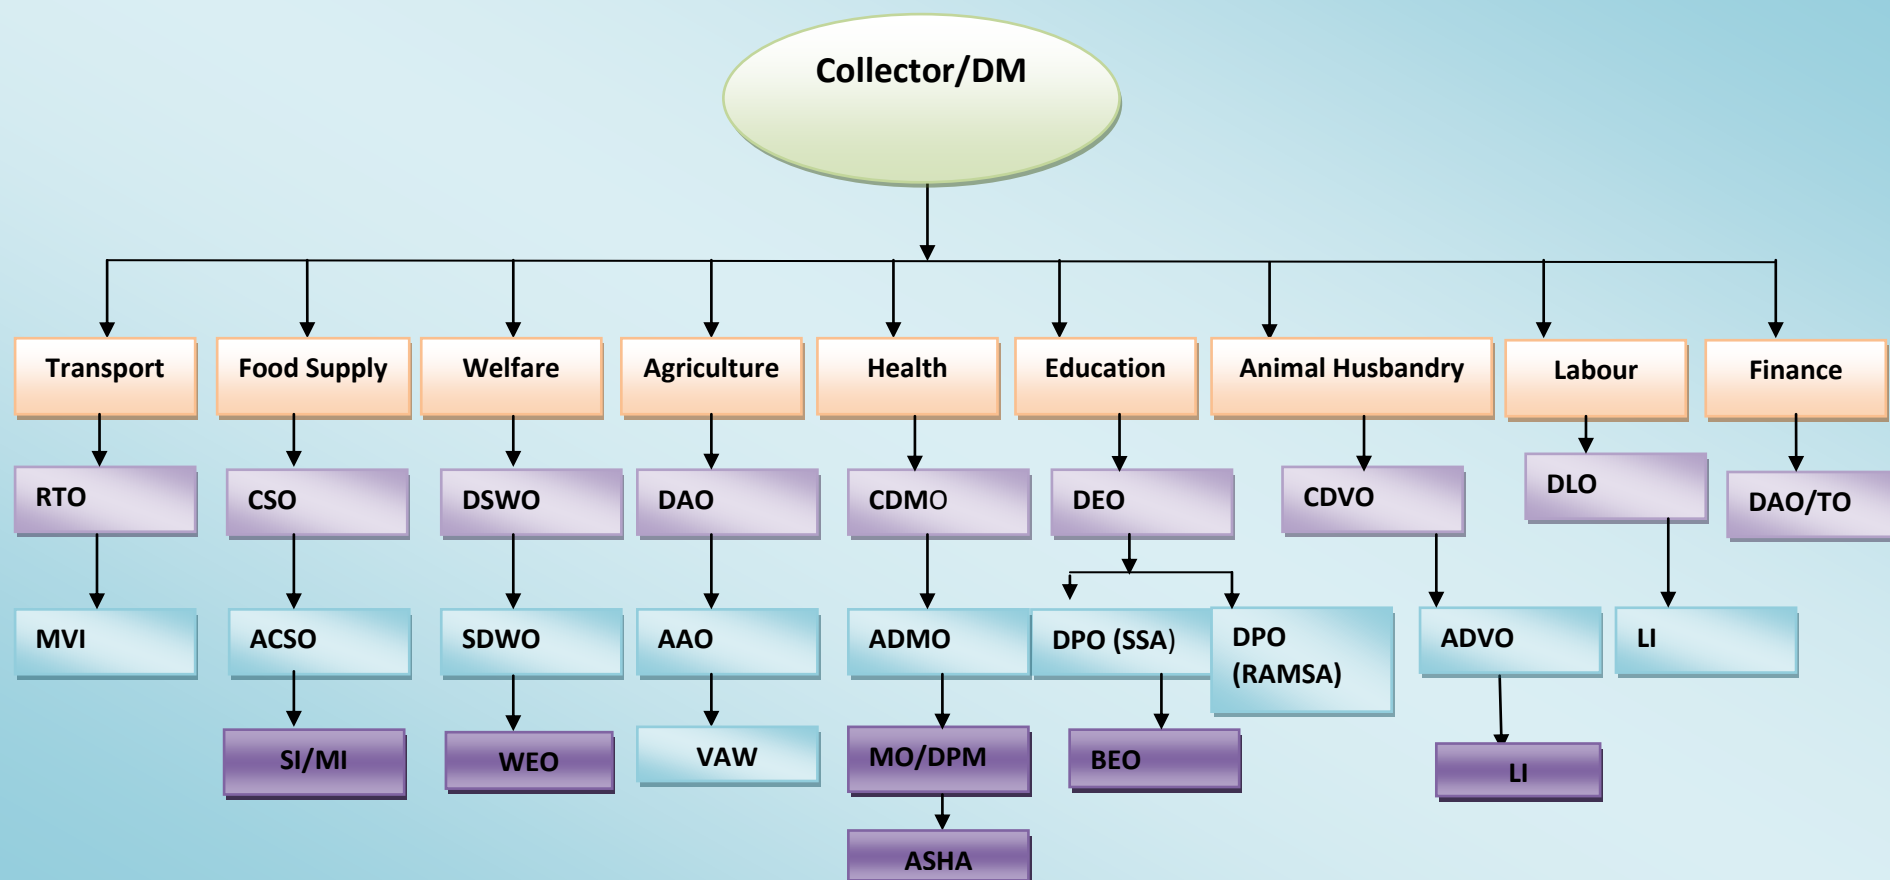 Collector/DM
Transport
Food Supply
Welfare
Agriculture
Health
Education
Animal Husbandry
Labour
Finance
RTO
CSO
DSWO
DAO
CDMO
DEO
CDVO
DLO
DAO/TO
MVI
ACSO
SDWO
AAO
ADMO
DPO (SSA)
DPO
(RAMSA)
ADVO
LI
SI/MI
WEO
VAW
MO/DPM
BEO
LI
ASHA